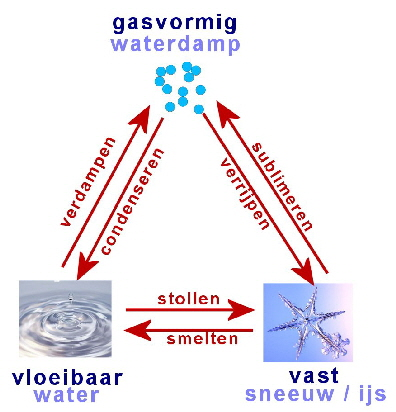 gasvormig
waterdamp
verdampen
condenseren
verrijpen
sublimeren
stollen
smelten
vloeibaar
water
vast
sneeuw / ijs